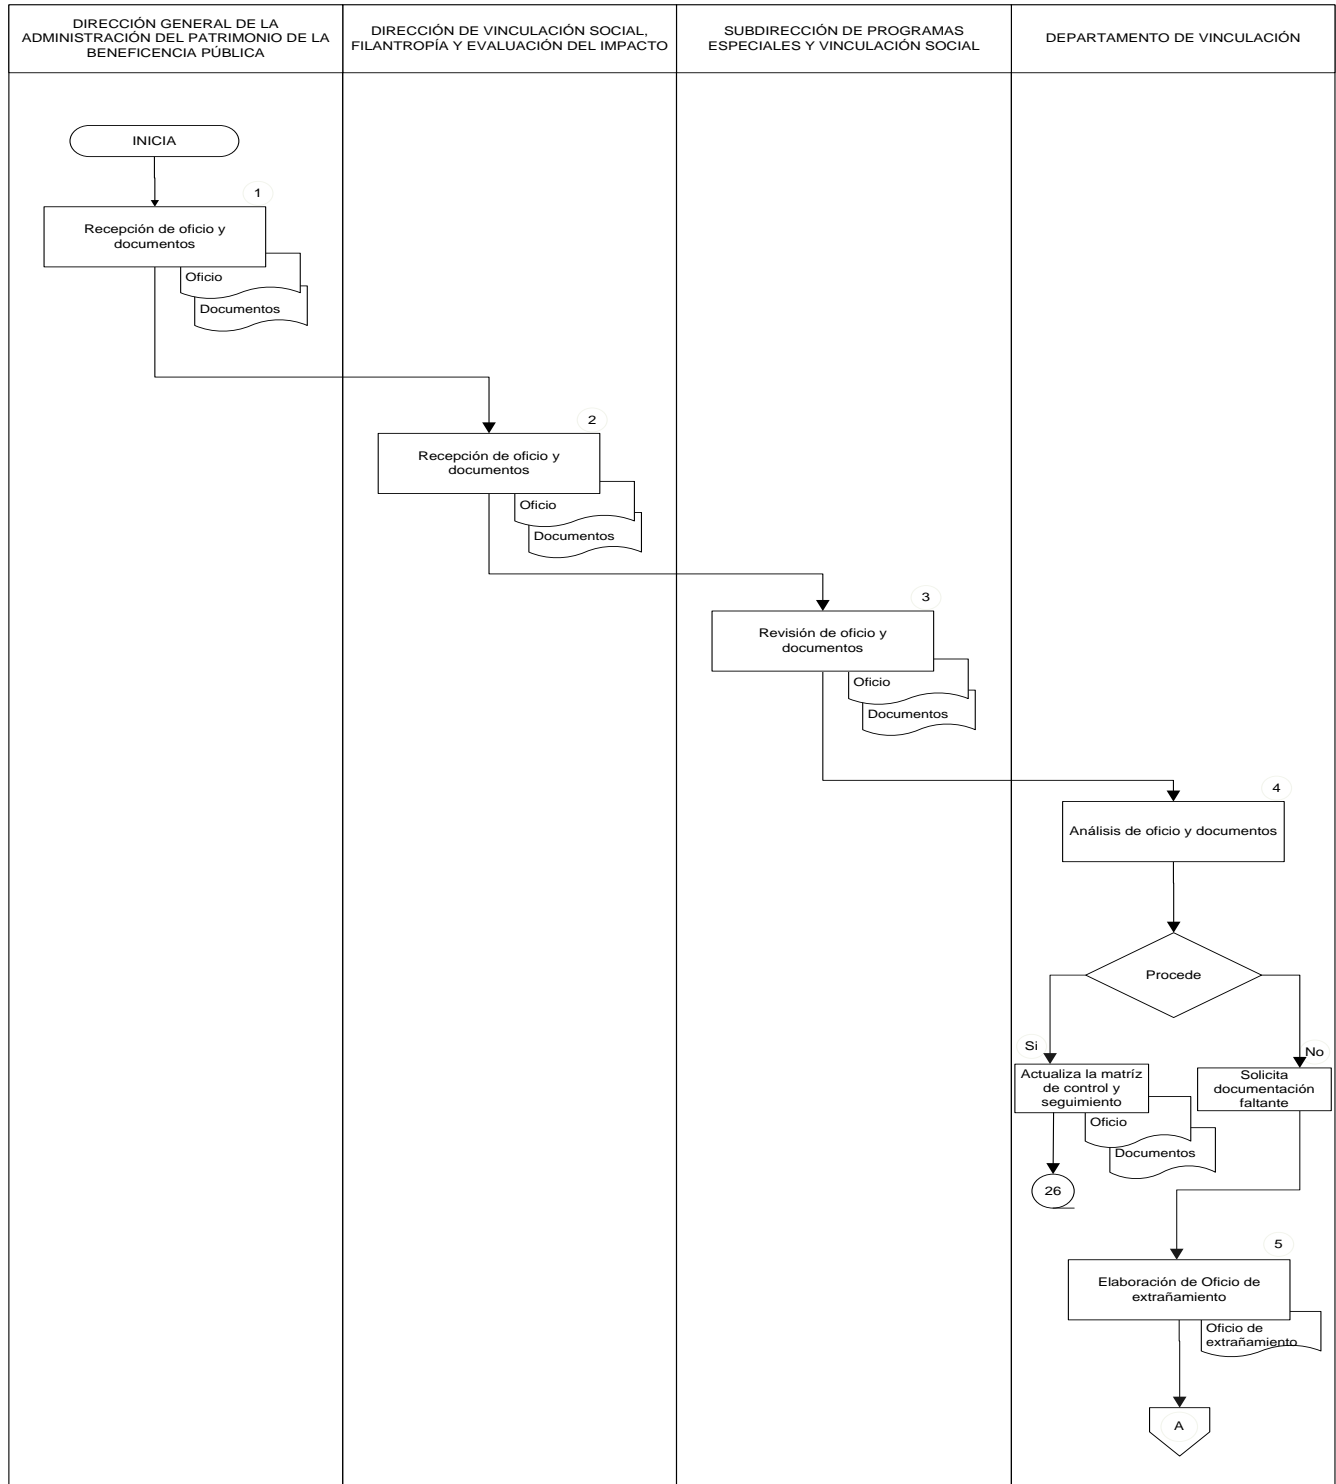 DIRECCIÓN GENERAL DE LA
ADMINISTRACIÓN DEL PATRIMONIO DE LA
BENEFICENCIA PÚBLICA
DIRECCIÓN DE VINCULACIÓN SOCIAL,
FILANTROPÍA Y EVALUACIÓN DEL IMPACTO
SUBDIRECCIÓN DE PROGRAMAS
ESPECIALES Y VINCULACIÓN SOCIAL
DEPARTAMENTO DE VINCULACIÓN
INICIA
1
Recepción de oficio y
documentos
Oficio
Documentos
2
Recepción de oficio y
documentos
Oficio
Documentos
3
Revisión de oficio y
documentos
Oficio
Documentos
4
Análisis de oficio y documentos
Procede
Si
No
Actualiza la matríz
de control y
seguimiento
Oficio
Documentos
26
Solicita
documentación
faltante
5
Elaboración de Oficio de
extrañamiento
Oficio de
extrañamiento
A